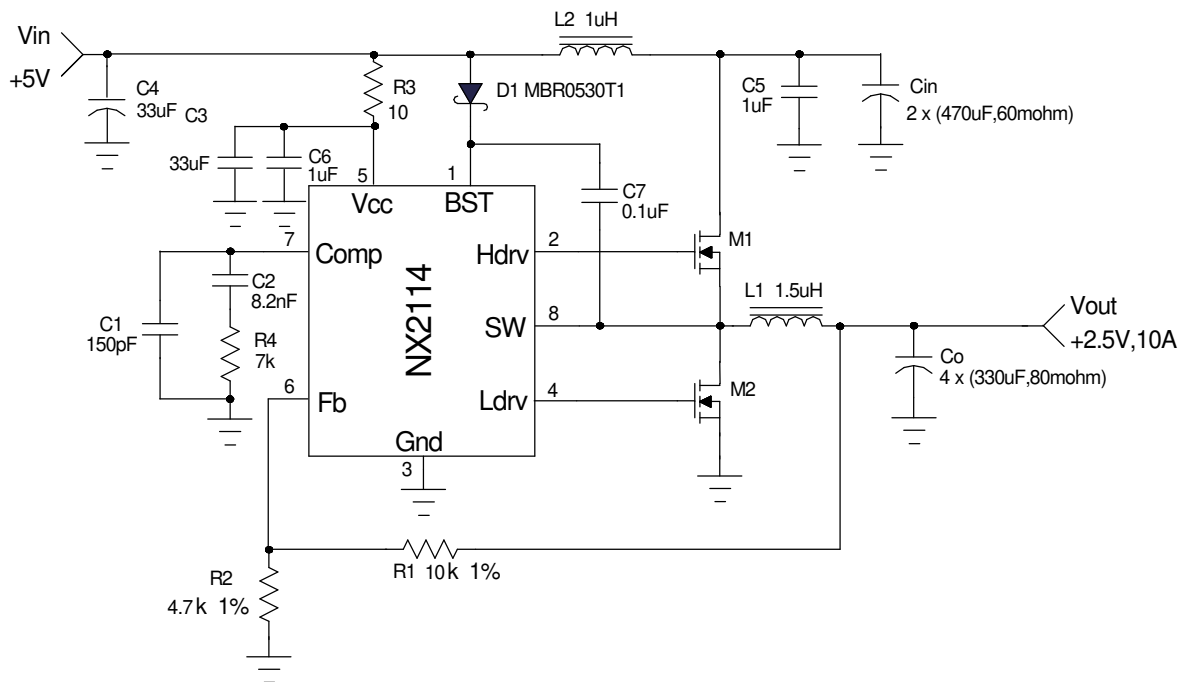 L2 1uH
Vin
+5V
C4
33uF
C3
R3
10
D1 MBR0530T1
C5
1uF
Cin
2 x (470uF,60mohm)
33uF
C6
1uF
5
1
Vcc
BST
C7
0.1uF
7
Comp
2
Hdrv
M1
C2
8.2nF
C1
150pF
R4
7k
NX2114
SW
8
L1 1.5uH
Vout
+2.5V,10A
Co
4 x (330uF,80mohm)
6
Fb
Ldrv
4
M2
Gnd
3
R1 10k 1%
R2
4.7k 1%